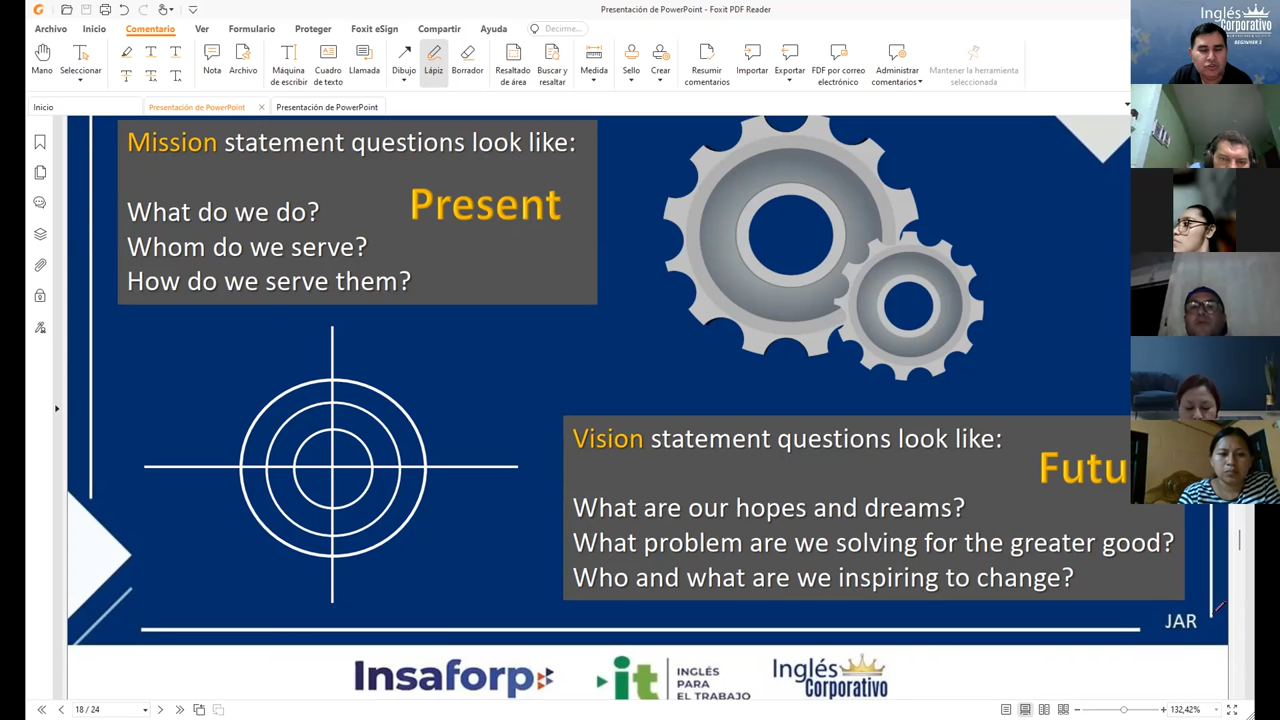 Presentación de PowerPoint - Foxit PDF Reader
Archivo Inicio Comentario Ver Formulario Proteger Foxit eSign Compartir Ayuda Decirme...
Mano Seleccionar Nota Archivo Máquina de escribir Cuadro de texto Llamada Dibujo Lápiz Borrador Resaltado de área Buscar y resaltar Medida Sello Crear Resumir comentarios Importar Exportar PDF por correo electrónico Administrar comentarios Mantener la herramienta seleccionada
Inicio Presentación de PowerPoint Presentación de PowerPoint
Inglés
Corporativo
BEGINNER 2
Mission statement questions look like:
Present
What do we do?
Whom do we serve?
How do we serve them?
Vision statement questions look like:
Futu
What are our hopes and dreams?
What problem are we solving for the greater good?
Who and what are we inspiring to change?
JAR
Insaforp
it
INGLÉS
PARA
EL TRABAJO
Inglés
Corporativo
18 / 24
132,42%